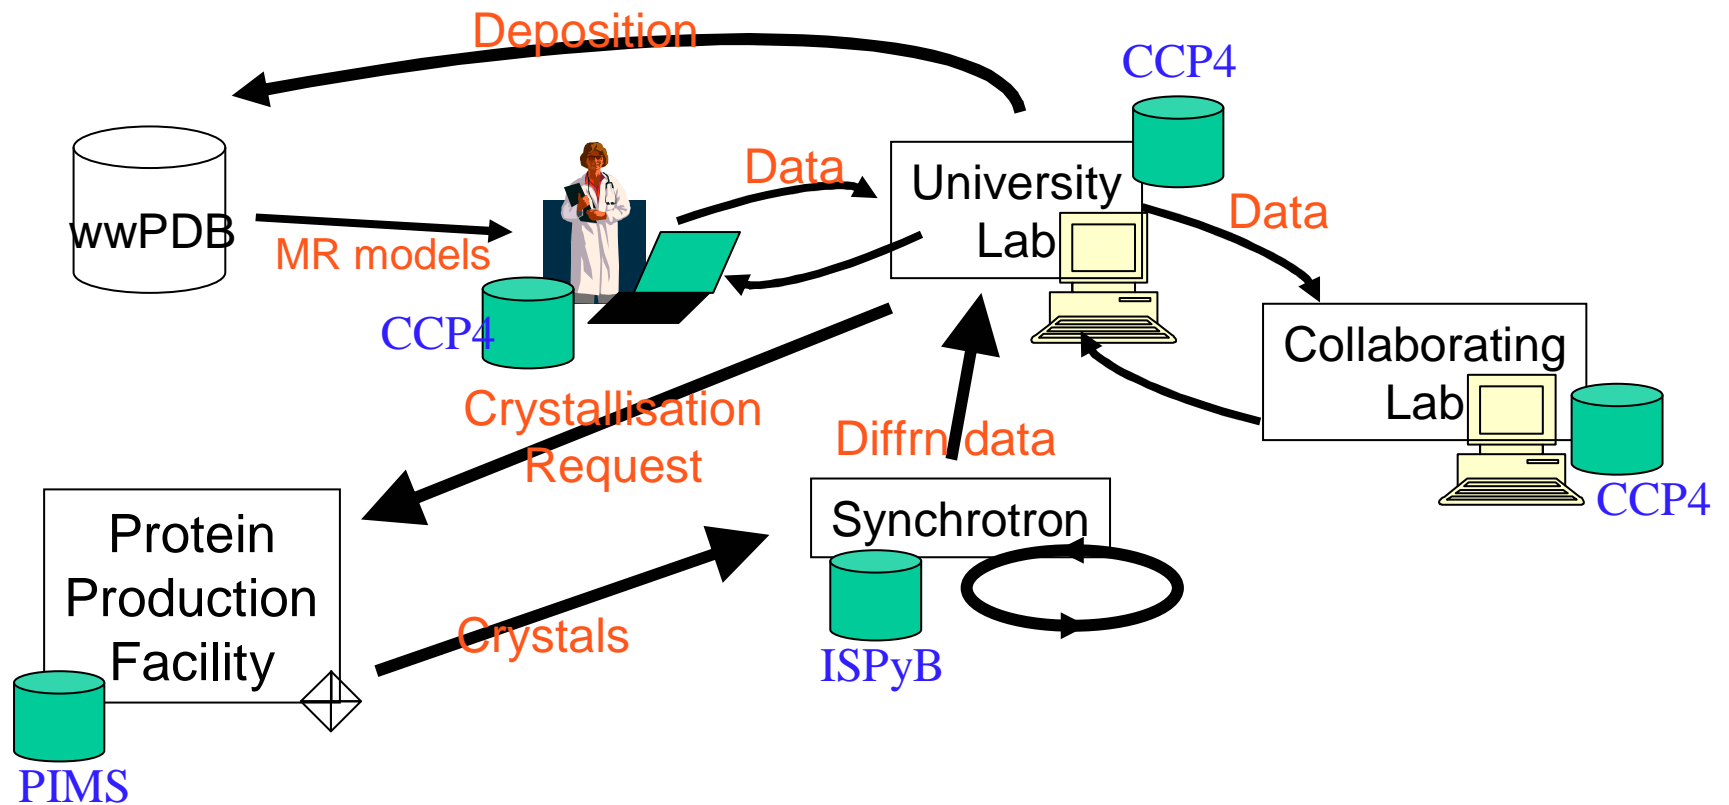 Deposition
CCP4
wwPDB
MR models
CCP4
Data
University
Lab
Data
Collaborating
Lab
CCP4
Crystallisation
Request
Diffrn data
Synchrotron
ISPyB
Protein
Production
Facility
Crystals
PIMS